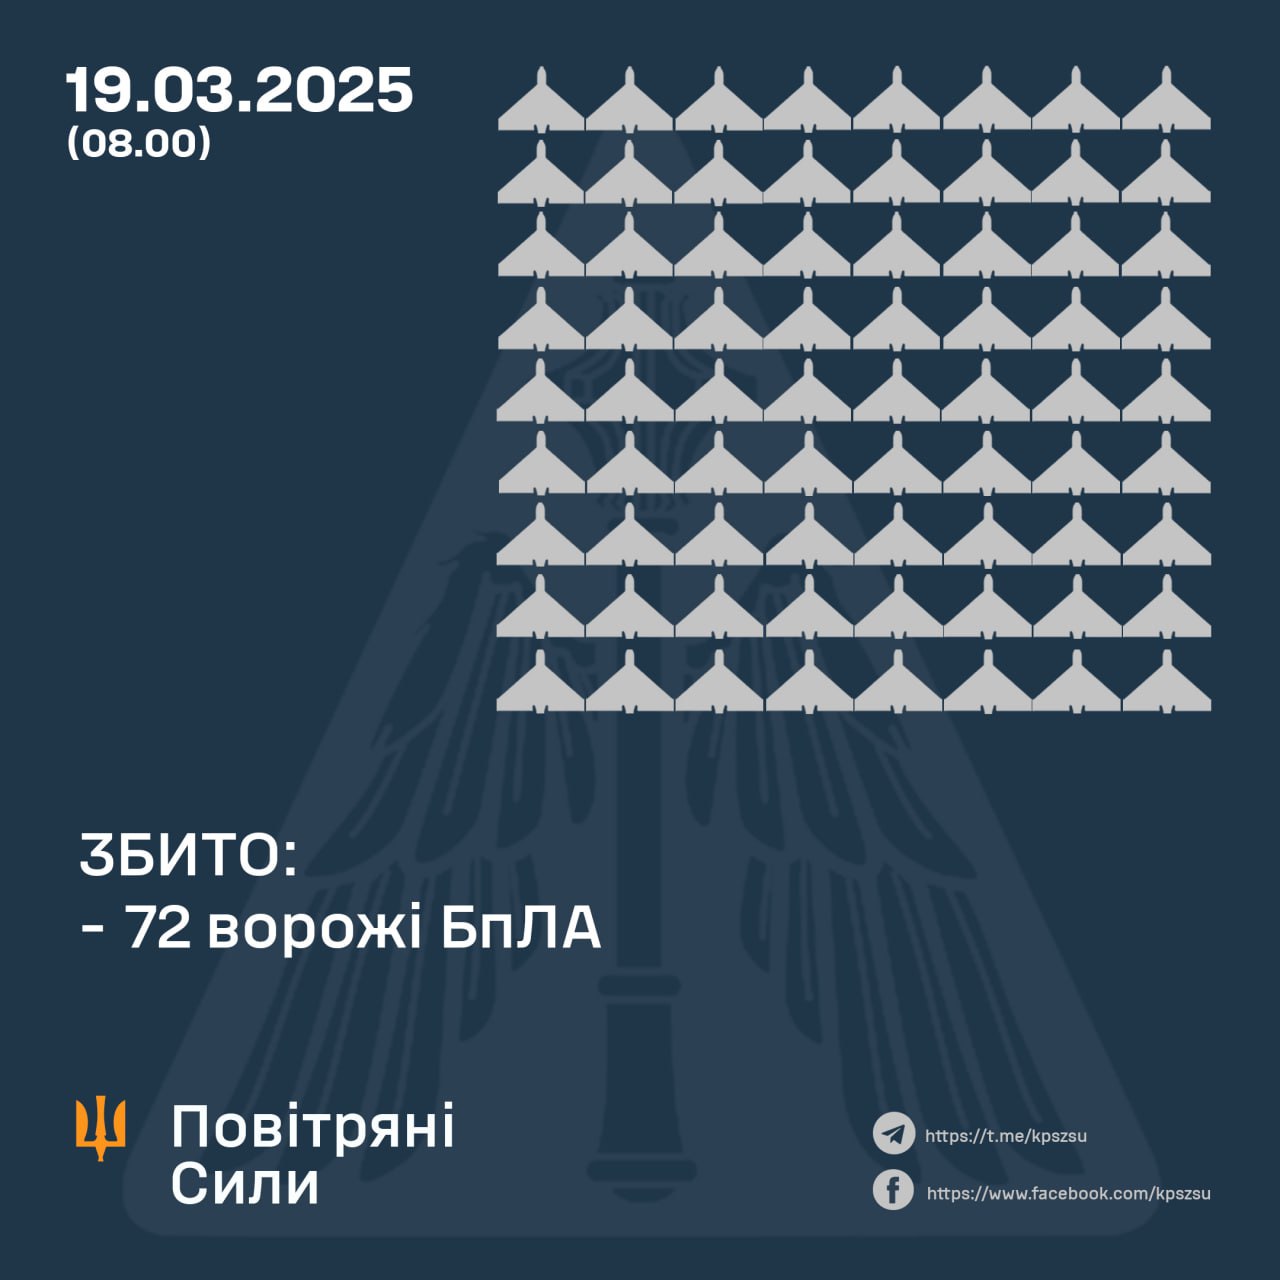 19.03.2025
(08.00)
ЗБИТО:
- 72 ворожі БпЛА
Повітряні
Сили
https://t.me/kpszsu
https://www.facebook.com/kpszsu